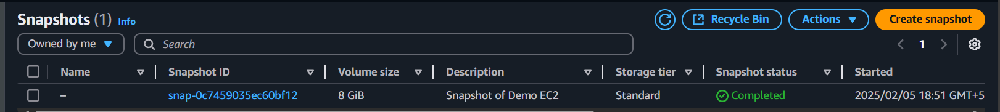 Snapshots (1) Info Recycle Bin Actions Create snapshot
Owned by me Search 1
Name Snapshot ID Volume size Description Storage tier Snapshot status Started
– snap-0c7459035ec60bf12 8 GiB Snapshot of Demo EC2 Standard Completed 2025/02/05 18:51 GMT+5